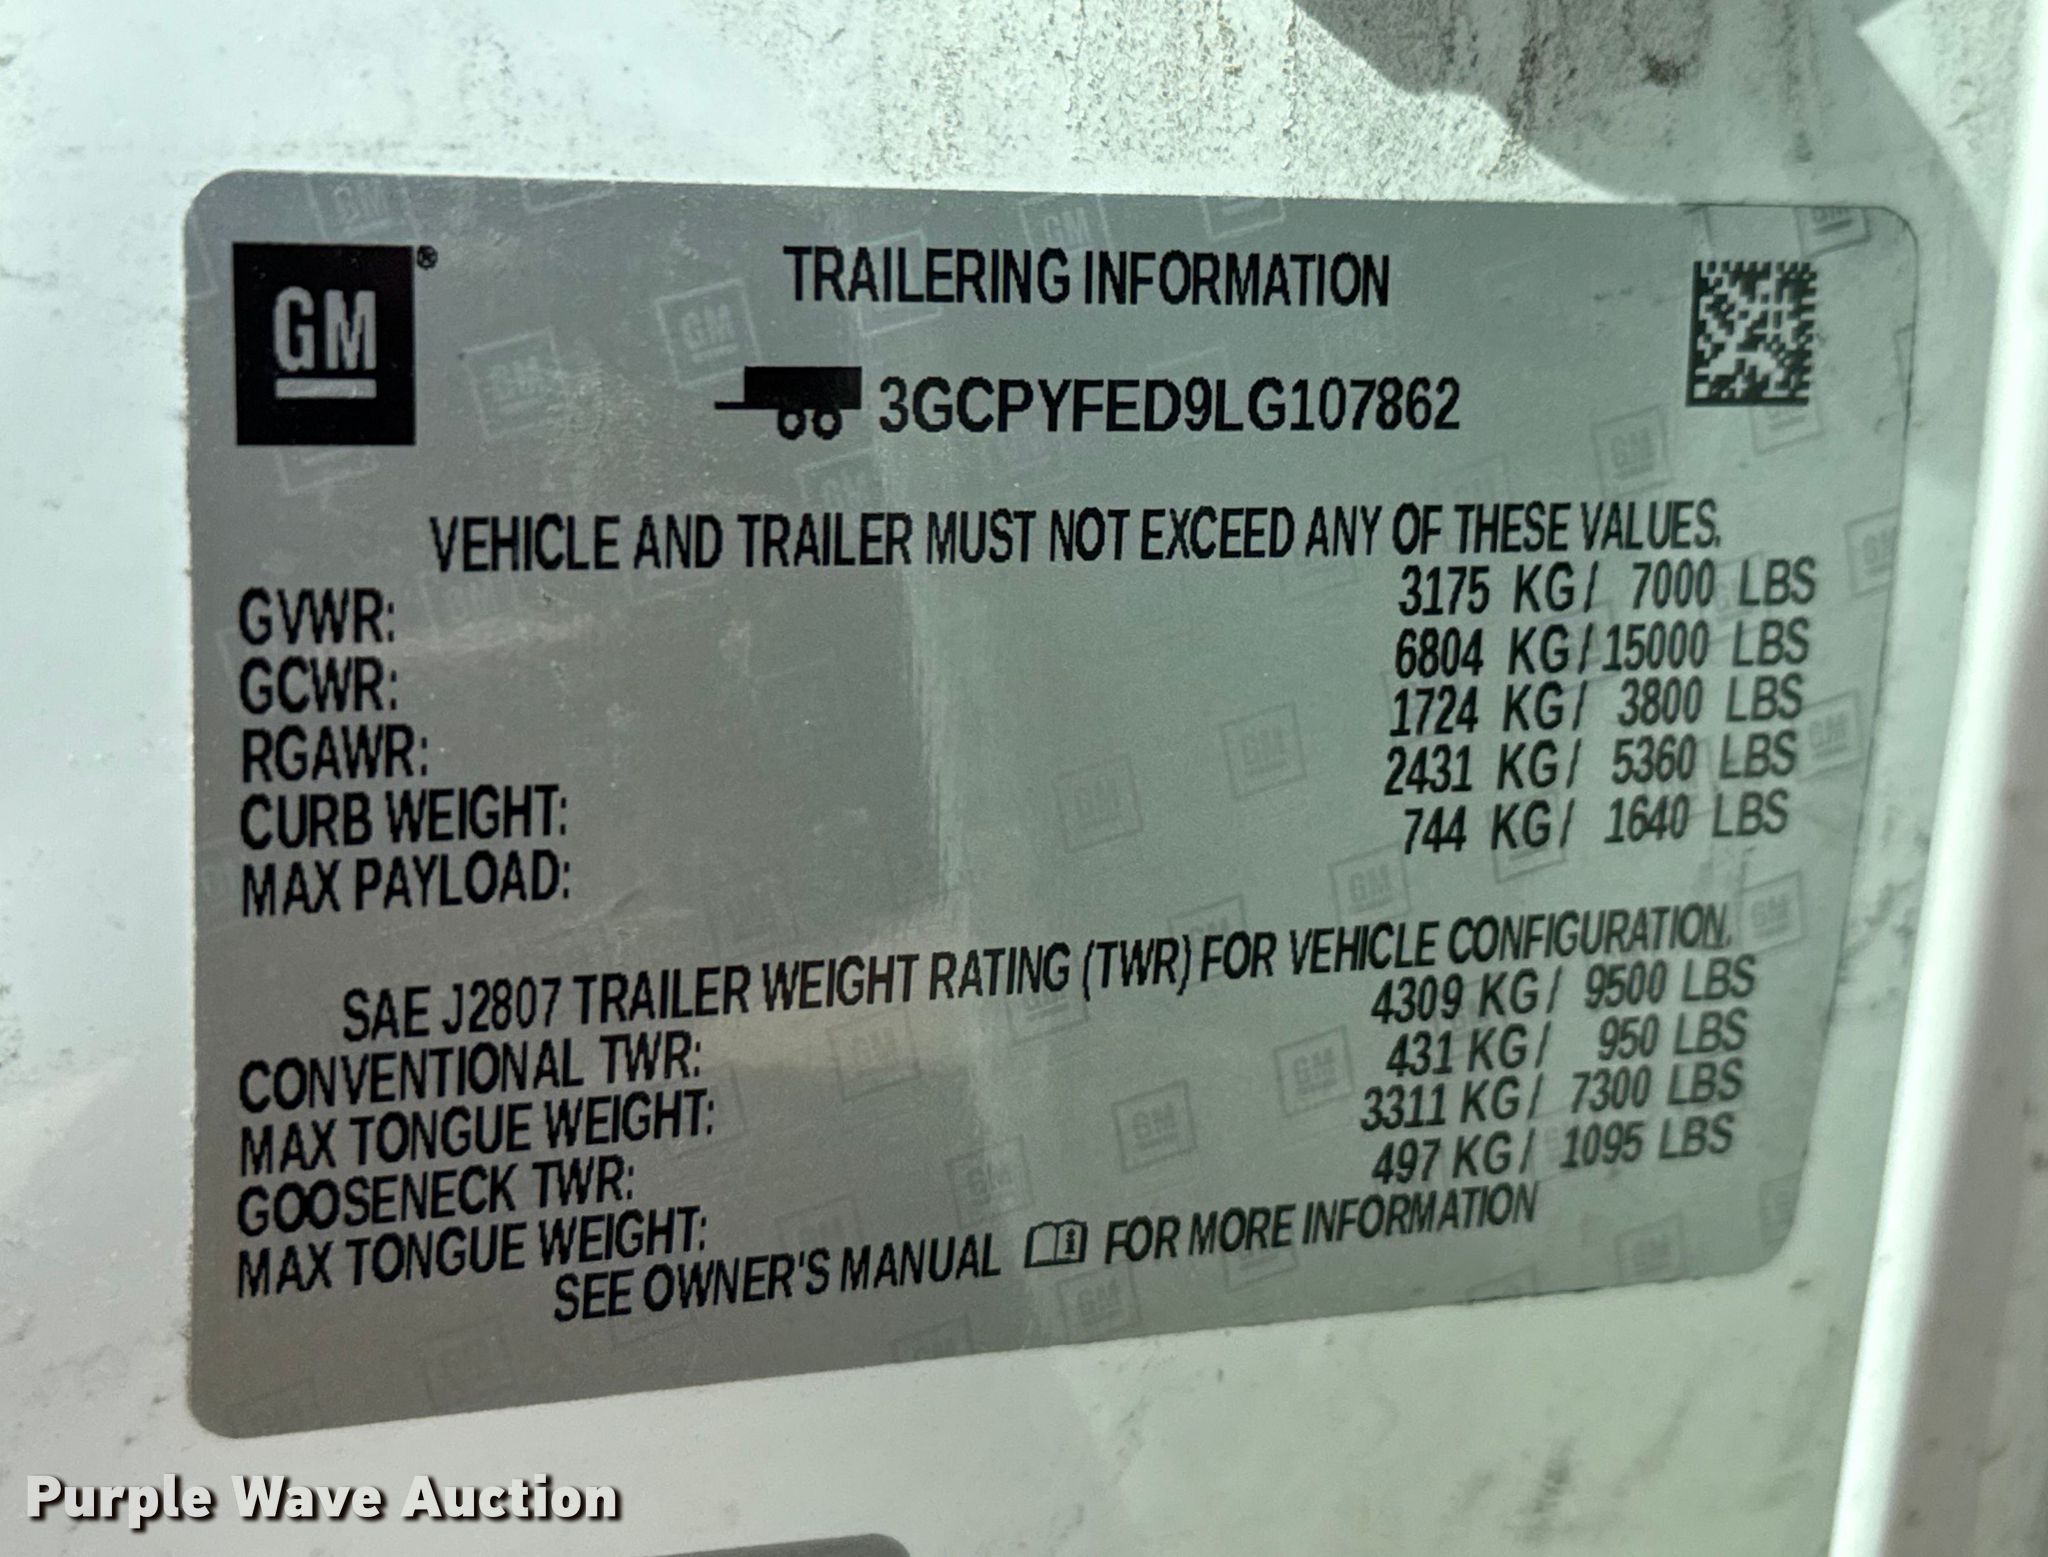 GM®
TRAILERING INFORMATION
3GCPYFED9LG107862
VEHICLE AND TRAILER MUST NOT EXCEED ANY OF THESE VALUES.
GVWR: 3175 KG/ 7000 LBS
GCWR: 6804 KG/15000 LBS
RGAWR: 1724 KG/ 3800 LBS
CURB WEIGHT: 2431 KG/ 5360 LBS
MAX PAYLOAD: 744 KG/ 1640 LBS
SAE J2807 TRAILER WEIGHT RATING (TWR) FOR VEHICLE CONFIGURATION.
CONVENTIONAL TWR: 4309 KG/ 9500 LBS
MAX TONGUE WEIGHT: 431 KG/ 950 LBS
GOOSENECK TWR: 3311 KG/ 7300 LBS
MAX TONGUE WEIGHT: 497 KG/ 1095 LBS
SEE OWNER'S MANUAL FOR MORE INFORMATION
Purple Wave Auction